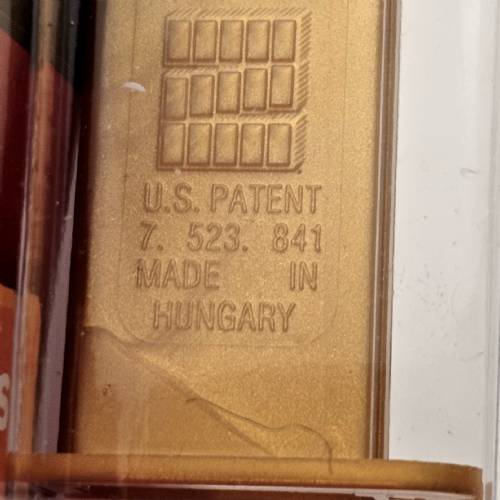 U.S. PATENT
7. 523. 841
MADE IN
HUNGARY
S